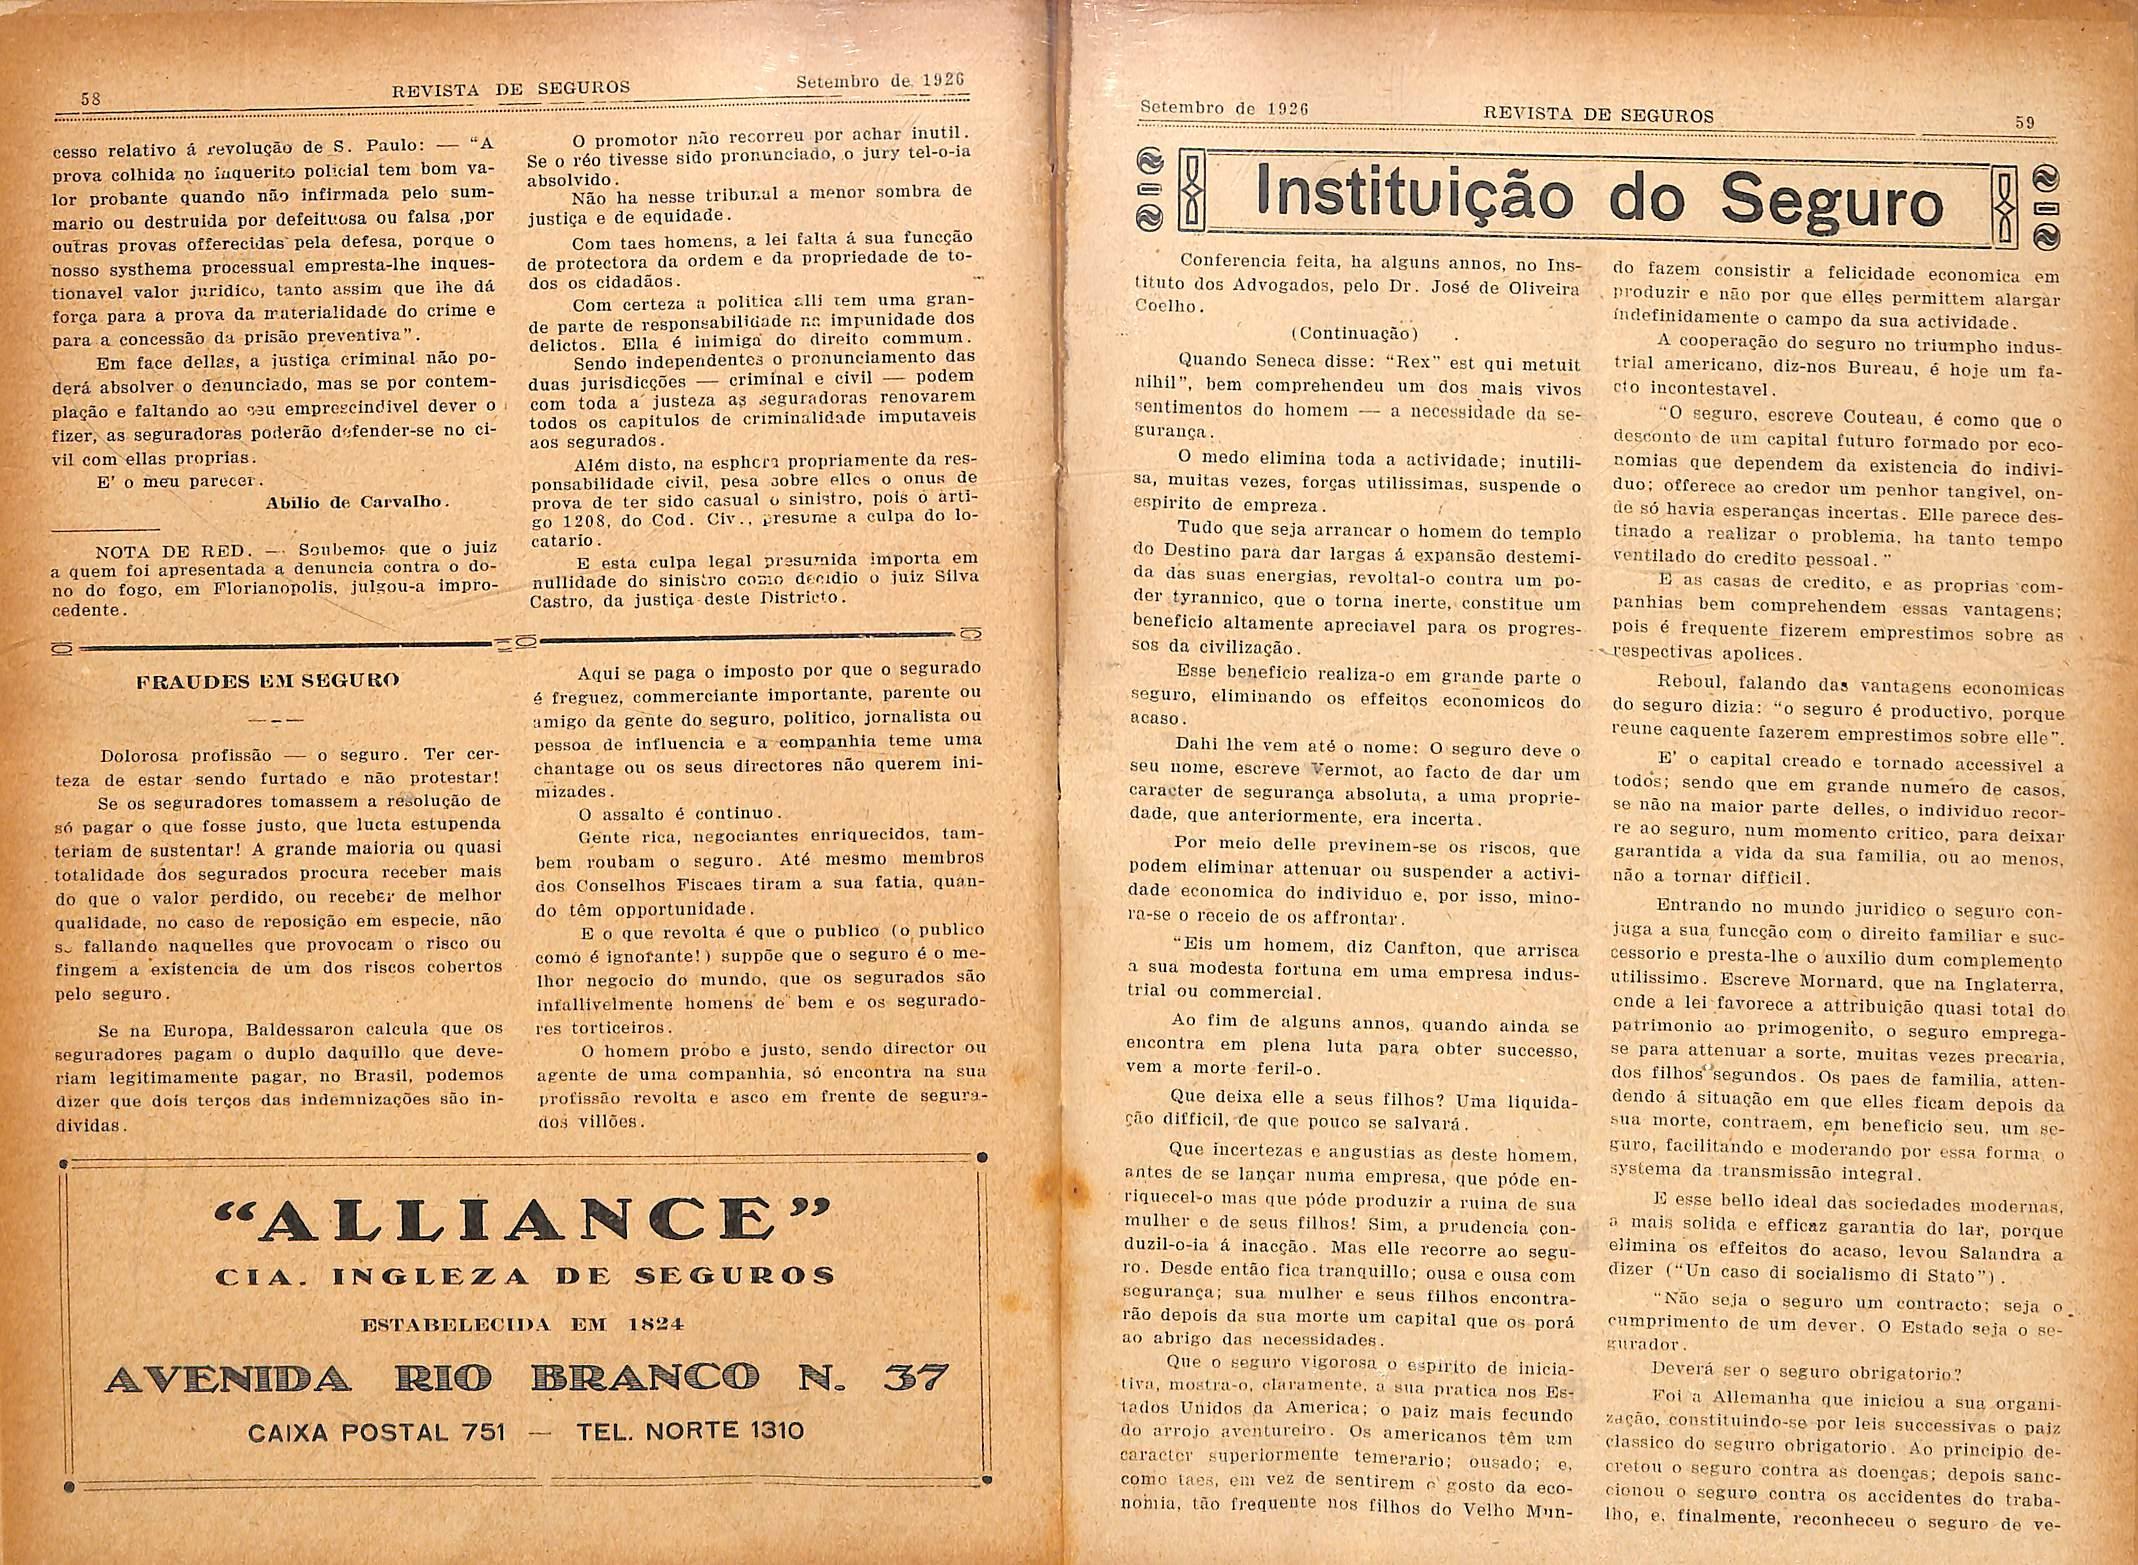 58
REVISTA DE SEGUROS
Setembro de 1926
cesso relativo á revolução de S. Paulo: — "A
prova colhida no inquerito policial tem bom va-
lor probante quando não infirmada pelo sum-
mario ou destruida por defeituosa ou falsa ,por
outras provas offerecidas pela defesa, porque o
nosso systhema processual empresta-lhe inques-
tionavel valor juridico, tanto assim que lhe dá
força para a prova da materialidade do crime e
para a concessão da prisão preventiva".
Em face dellas, a justiça criminal não po-
derá absolver o denunciado, mas se por contem-
plação e faltando ao seu emprescindivel dever o
fizer, as seguradoras poderão defender-se no ci-
vil com ellas proprias.
E' o meu parecer.
Abilio de Carvalho.
NOTA DE RED. — Soubemos que o juiz
a quem foi apresentada a denuncia contra o do-
no do fogo, em Florianopolis, julgou-a impro-
cedente.
O promotor não recorreu por achar inutil.
Se o réo tivesse sido pronunciado, o jury tel-o-ia
absolvido.
Não ha nesse tribunal a menor sombra de
justiça e de equidade.
Com taes homens, a lei falta á sua funcção
de protectora da ordem e da propriedade de to-
dos os cidadãos.
Com certeza a politica alli tem uma gran-
de parte de responsabilidade na impunidade dos
delictos. Ella é inimiga do direito commum.
Sendo independentes o pronunciamento das
duas jurisdicções — criminal e civil — podem
com toda a justeza as seguradoras renovarem
todos os capitulos de criminalidade imputaveis
aos segurados.
Além disto, na esphera propriamente da res-
ponsabilidade civil, pesa sobre elles o onus de
prova de ter sido casual o sinistro, pois o arti-
go 1208, do Cod. Civ., presume a culpa do lo-
catario.
E esta culpa legal presumida importa em
nullidade do sinistro como decidio o juiz Silva
Castro, da justiça deste Districto.
FRAUDES EM SEGURO
Dolorosa profissão — o seguro. Ter cer-
teza de estar sendo furtado e não protestar!
Se os seguradores tomassem a resolução de
só pagar o que fosse justo, que lucta estupenda
teriam de sustentar! A grande maioria ou quasi
totalidade dos segurados procura receber mais
do que o valor perdido, ou receber de melhor
qualidade, no caso de reposição em especie, não
se fallando naquelles que provocam o risco ou
fingem a existencia de um dos riscos cobertos
pelo seguro.
Se na Europa, Baldessaron calcula que os
seguradores pagam o duplo daquillo que deve-
riam legitimamente pagar, no Brasil, podemos
dizer que dois terços das indemnizações são in-
dividas.
Aqui se paga o imposto por que o segurado
é freguez, commerciante importante, parente ou
amigo da gente do seguro, politico, jornalista ou
pessoa de influencia e a companhia teme uma
chantage ou os seus directores não querem ini-
mizades.
O assalto é continuo.
Gente rica, negociantes enriquecidos, tam-
bem roubam o seguro. Até mesmo membros
dos Conselhos Fiscaes tiram a sua fatia, quan-
do têm opportunidade.
E o que revolta é que o publico (o publico
como é ignorante!) suppõe que o seguro é o me-
lhor negocio do mundo, que os segurados são
infallivelmente homens de bem e os segurado-
res torticeiros.
O homem probo e justo, sendo director ou
agente de uma companhia, só encontra na sua
profissão revolta e asco em frente de segura-
dos villões.
"ALLIANCE"
CIA. INGLEZA DE SEGUROS
ESTABELECIDA EM 1824
AVENIDA RIO BRANCO N. 37
CAIXA POSTAL 751 — TEL. NORTE 1310
Setembro de 1926
REVISTA DE SEGUROS
59
Instituição do Seguro
Conferencia feita, ha alguns annos, no Ins-
tituto dos Advogados, pelo Dr. José de Oliveira
Coelho.
(Continuação)
Quando Seneca disse: "Rex" est qui metuit
nihil", bem comprehendeu um dos mais vivos
sentimentos do homem — a necessidade da se-
gurança.
O medo elimina toda a actividade; inutili-
sa, muitas vezes, forças utilissimas, suspende o
espirito de empreza.
Tudo que seja arrancar o homem do templo
do Destino para dar largas á expansão destemi-
da das suas energias, revoltal-o contra um po-
der tyrannico, que o torna inerte, constitue um
beneficio altamente apreciavel para os progres-
sos da civilização.
Esse beneficio realiza-o em grande parte o
seguro, eliminando os effeitos economicos do
acaso.
Dahi lhe vem até o nome: O seguro deve o
seu nome, escreve Vermot, ao facto de dar um
caracter de segurança absoluta, a uma proprie-
dade, que anteriormente, era incerta.
Por meio delle previnem-se os riscos, que
podem eliminar attenuar ou suspender a activi-
dade economica do individuo e, por isso, mino-
ra-se o receio de os affrontar.
"Eis um homem, diz Canfton, que arrisca
a sua modesta fortuna em uma empresa indus-
trial ou commercial.
Ao fim de alguns annos, quando ainda se
encontra em plena luta para obter successo,
vem a morte feril-o.
Que deixa elle a seus filhos? Uma liquida-
ção difficil, de que pouco se salvará.
Que incertezas e angustias as deste homem,
antes de se lançar numa empresa, que póde en-
riquecel-o mas que póde produzir a ruina de sua
mulher e de seus filhos! Sim, a prudencia con-
duzil-o-ia á inacção. Mas elle recorre ao segu-
ro. Desde então fica tranquillo; ousa e ousa com
segurança; sua mulher e seus filhos encontra-
rão depois da sua morte um capital que os porá
ao abrigo das necessidades.
Que o seguro vigorosa o espirito de inicia-
tiva, mostra-o, claramente, a sua pratica nos Es-
tados Unidos da America; o paiz mais fecundo
do arrojo aventureiro. Os americanos têm um
caracter superiormente temerario; ousado; e,
como taes, em vez de sentirem o gosto da eco-
nomia, tão frequente nos filhos do Velho Mun-
do fazem consistir a felicidade economica em
produzir e não por que elles permittem alargar
indefinidamente o campo da sua actividade.
A cooperação do seguro no triumpho indus-
trial americano, diz-nos Bureau, é hoje um fa-
cto incontestavel.
"O seguro, escreve Couteau, é como que o
desconto de um capital futuro formado por eco-
nomias que dependem da existencia do indivi-
duo; offerece ao credor um penhor tangivel, on-
de só havia esperanças incertas. Elle parece des-
tinado a realizar o problema, ha tanto tempo
ventilado do credito pessoal."
E as casas de credito, e as proprias com-
panhias bem comprehendem essas vantagens;
pois é frequente fizerem emprestimos sobre as
respectivas apolices.
Reboul, falando das vantagens economicas
do seguro dizia: "o seguro é productivo, porque
reune caquente fazerem emprestimos sobre elle".
E' o capital creado e tornado accessivel a
todos; sendo que em grande numero de casos,
se não na maior parte delles, o individuo recor-
re ao seguro, num momento critico, para deixar
garantida a vida da sua familia, ou ao menos,
não a tornar difficil.
Entrando no mundo juridico o seguro con-
juga a sua funcção com o direito familiar e suc-
cessorio e presta-lhe o auxilio dum complemento
utilissimo. Escreve Mornard, que na Inglaterra,
onde a lei favorece a attribuição quasi total do
patrimonio ao primogenito, o seguro emprega-
se para attenuar a sorte, muitas vezes precaria,
dos filhos segundos. Os paes de familia, atten-
dendo á situação em que elles ficam depois da
sua morte, contraem, em beneficio seu, um se-
guro, facilitando e moderando por essa forma o
systema da transmissão integral.
E esse bello ideal das sociedades modernas,
a mais solida e efficaz garantia do lar, porque
elimina os effeitos do acaso, levou Salandra a
dizer ("Un caso di socialismo di Stato").
"Não seja o seguro um contracto; seja o
cumprimento de um dever. O Estado seja o se-
gurador.
Deverá ser o seguro obrigatorio?
Foi a Allemanha que iniciou a sua organi-
zação, constituindo-se por leis successivas o paiz
classico do seguro obrigatorio. Ao principio de-
cretou o seguro contra as doenças; depois sanc-
cionou o seguro contra os accidentes do traba-
lho, e, finalmente, reconheceu o seguro de ve-